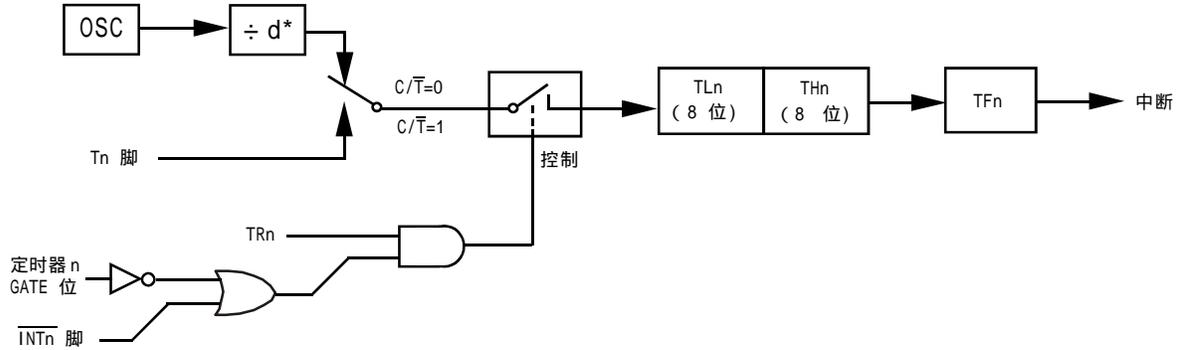 OSC
÷ d*
C/T̅=0
C/T̅=1
Tn 脚
控制
TLn
(8 位)
THn
(8 位)
TFn
中断
TRn
定时器 n
GATE 位
I̅N̅T̅n̅ 脚